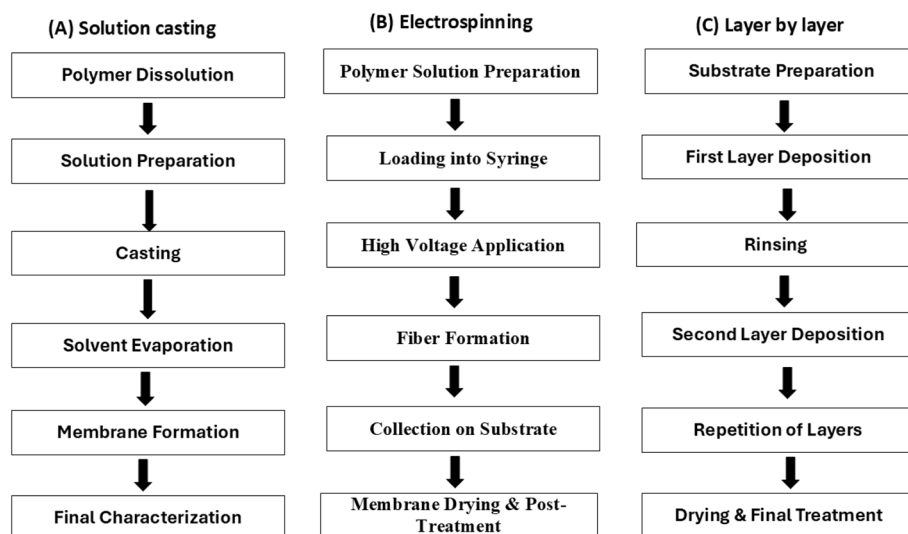 (A) Solution casting
Polymer Dissolution
Solution Preparation
Casting
Solvent Evaporation
Membrane Formation
Final Characterization
(B) Electrospinning
Polymer Solution Preparation
Loading into Syringe
High Voltage Application
Fiber Formation
Collection on Substrate
Membrane Drying & Post-
Treatment
(C) Layer by layer
Substrate Preparation
First Layer Deposition
Rinsing
Second Layer Deposition
Repetition of Layers
Drying & Final Treatment